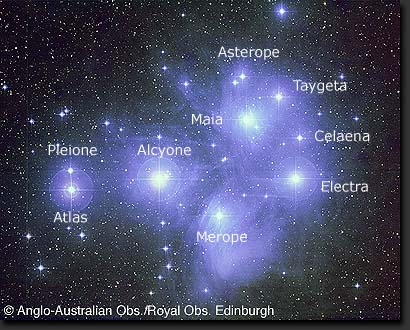 Asterope
Taygeta
Maia
Celaena
Pleione
Alcyone
Electra
Atlas
Merope
© Anglo-Australian Obs./Royal Obs. Edinburgh